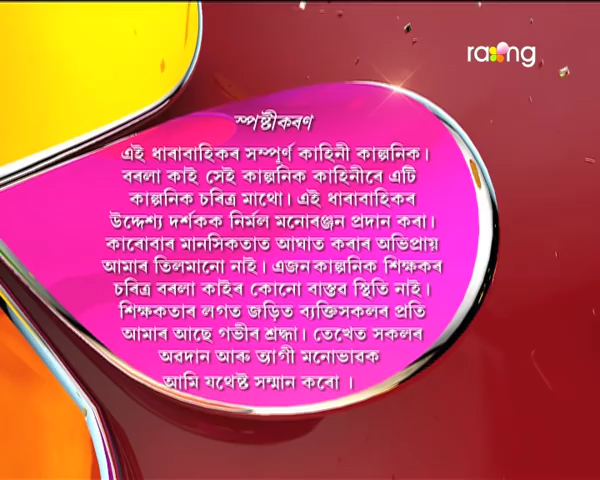 rang
স্পষ্টীকৰণ
এই ধাৰাবাহিকৰ সম্পূৰ্ণ কাহিনী কাল্পনিক।
বৰলা কাই সেই কাল্পনিক কাহিনীৰে এটি
কাল্পনিক চৰিত্ৰ মাথো। এই ধাৰাবাহিকৰ
উদ্দেশ্য দৰ্শকক নিৰ্মল মনোৰঞ্জন প্ৰদান কৰা।
কাৰোবাৰ মানসিকতাত আঘাত কৰাৰ অভিপ্ৰায়
আমাৰ তিলমানো নাই। এজন কাল্পনিক শিক্ষকৰ
চৰিত্ৰ বৰলা কাইৰ কোনো বাস্তৱ স্থিতি নাই।
শিক্ষকতাৰ লগত জড়িত ব্যক্তিসকলৰ প্ৰতি
আমাৰ আছে গভীৰ শ্ৰদ্ধা। তেখেত সকলৰ
অৱদান আৰু ত্যাগী মনোভাৱক
আমি যথেষ্ট সন্মান কৰো ।